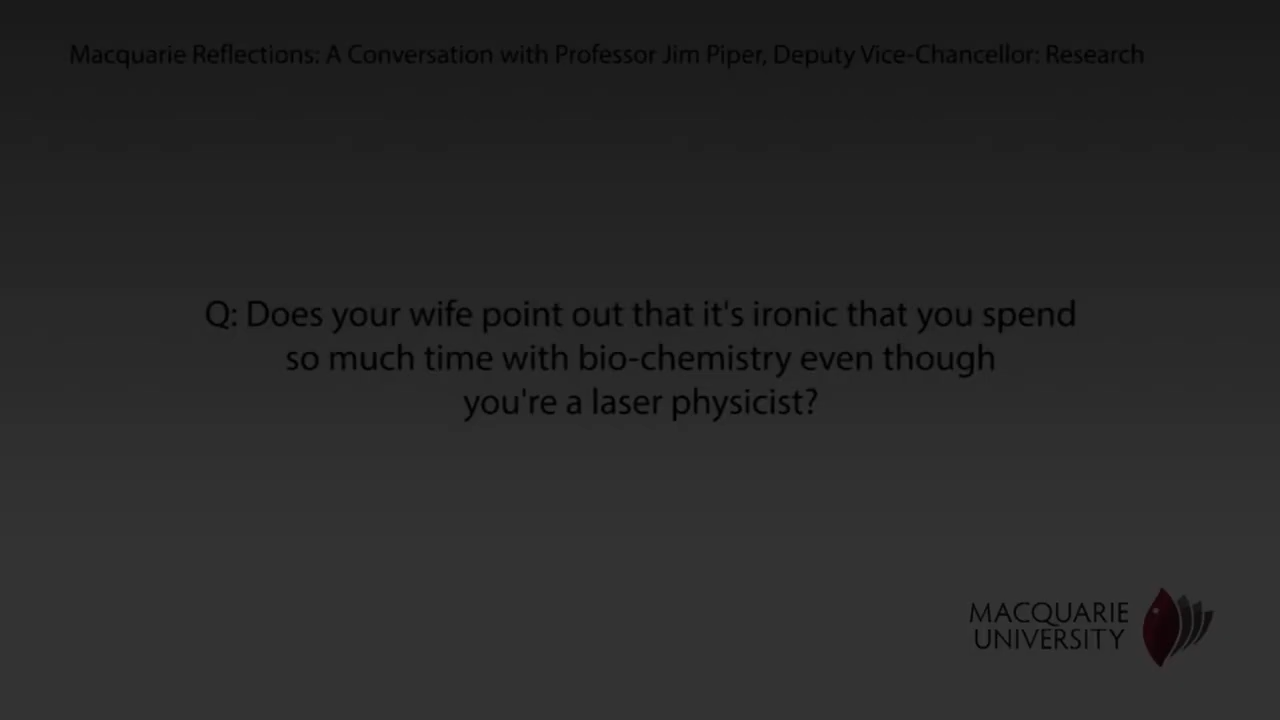 Macquarie Reflections: A Conversation with Professor Jim Piper, Deputy Vice-Chancellor: Research
Q: Does your wife point out that it's ironic that you spend
so much time with bio-chemistry even though
you're a laser physicist?
MACQUARIE
UNIVERSITY